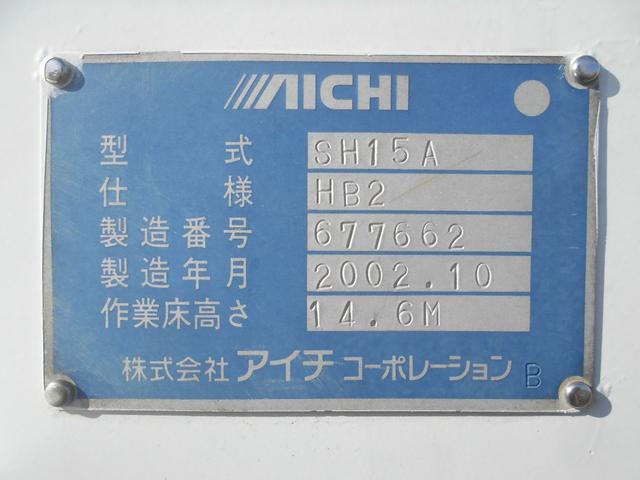 AICHI
型式 SH15A
仕様 HB2
製造番号 677662
製造年月 2002.10
作業床高さ 14.6M
株式会社 アイチ コーポレーション B